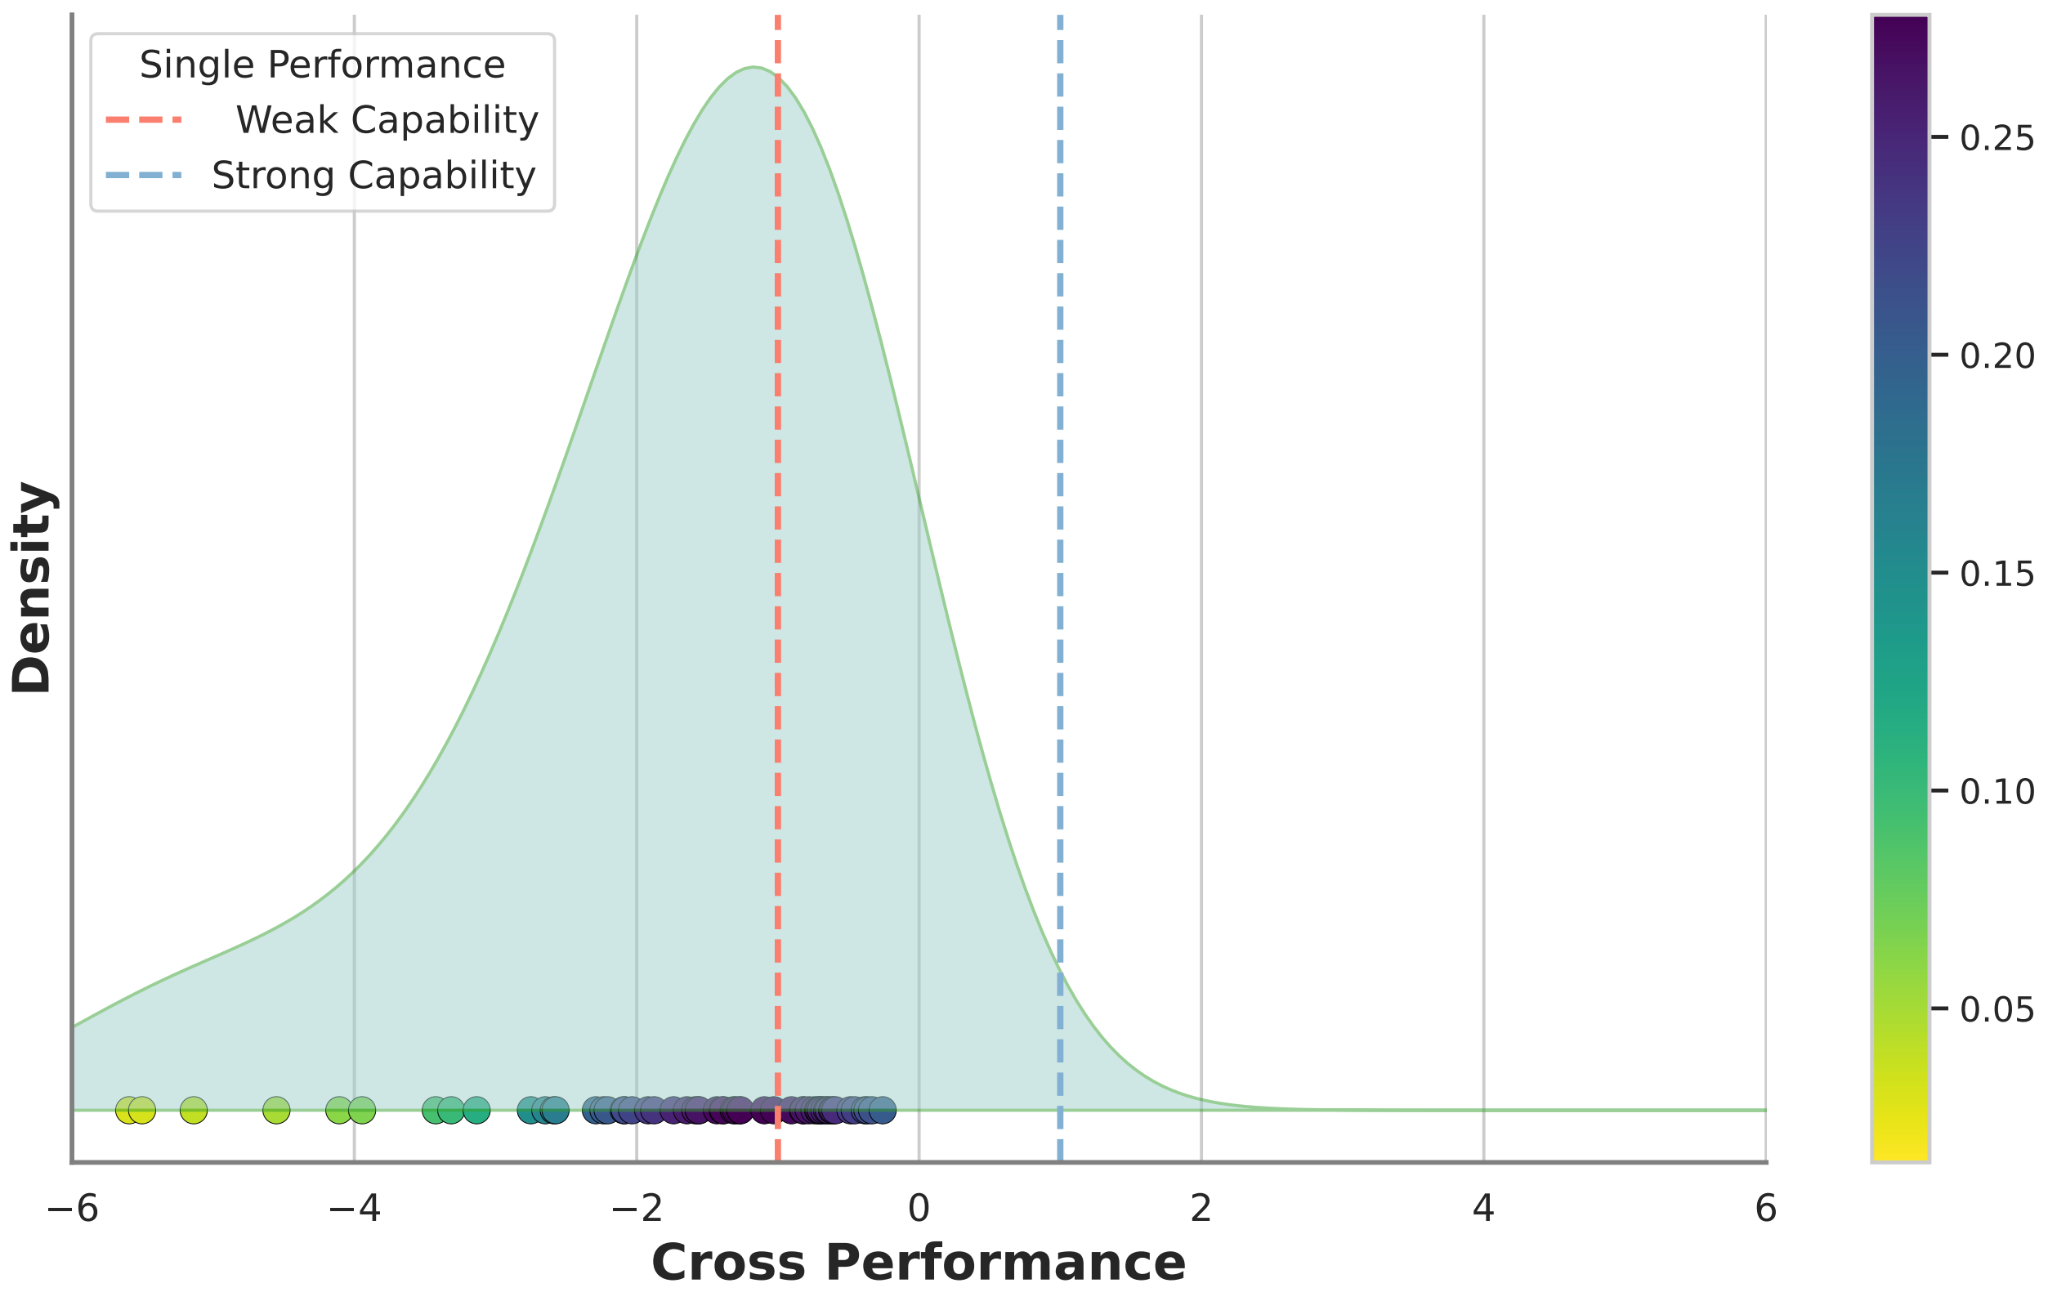 Single Performance
Weak Capability
Strong Capability
Density
−6
−4
−2
0
2
4
6
Cross Performance
0.25
0.20
0.15
0.10
0.05